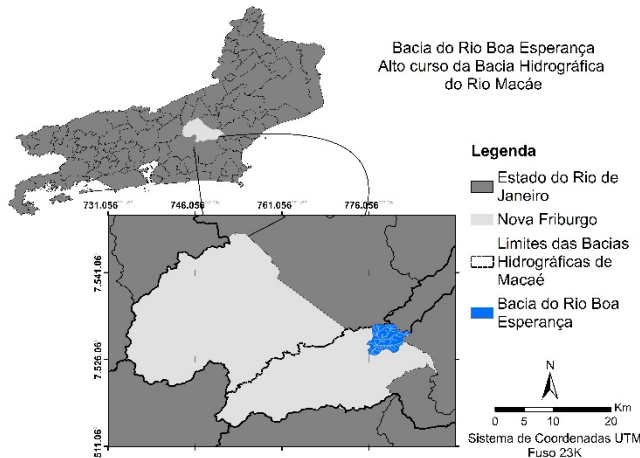 Bacia do Rio Boa Esperança
Alto curso da Bacia Hidrográfica
do Rio Macáe
Legenda
Estado do Rio de
Janeiro
Nova Friburgo
Limites das Bacias
Hidrográficas de
Macaé
Bacia do Rio Boa
Esperança
731.056
746.056
761.056
776.056
7.541.06
7.526.06
511.06
N
0 5 10 20 Km
Sistema de Coordenadas UTM
Fuso 23K